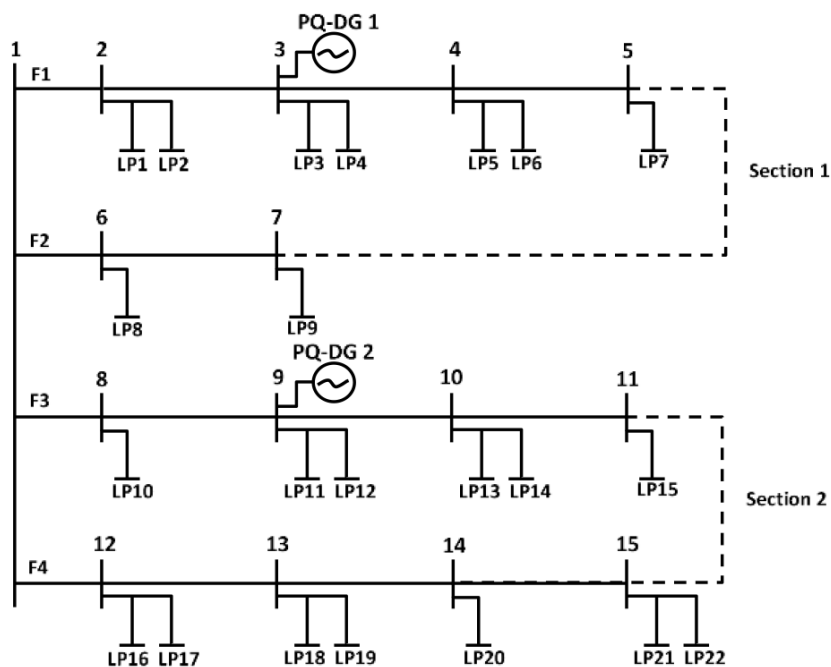 PQ-DG 1
1 2 3 4 5
F1
LP1 LP2 LP3 LP4 LP5 LP6 LP7
Section 1
6 7
F2
LP8 LP9
PQ-DG 2
8 9 10 11
F3
LP10 LP11 LP12 LP13 LP14 LP15
Section 2
12 13 14 15
F4
LP16 LP17 LP18 LP19 LP20 LP21 LP22